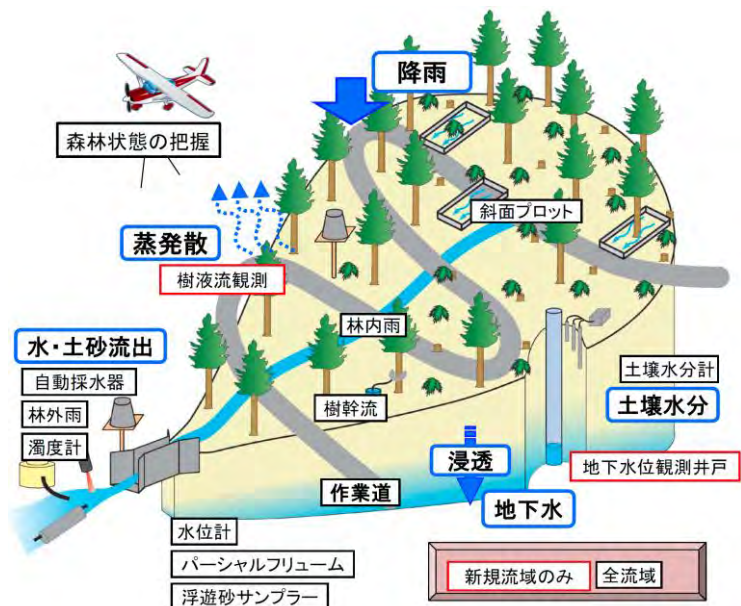 降雨
森林状態の把握
斜面プロット
蒸発散
樹液流観測
林内雨
水・土砂流出
自動採水器
林外雨
濁度計
樹幹流
土壌水分計
土壌水分
浸透
地下水位観測井戸
作業道
地下水
水位計
パーシャルフリューム
浮遊砂サンプラー
新規流域のみ
全流域